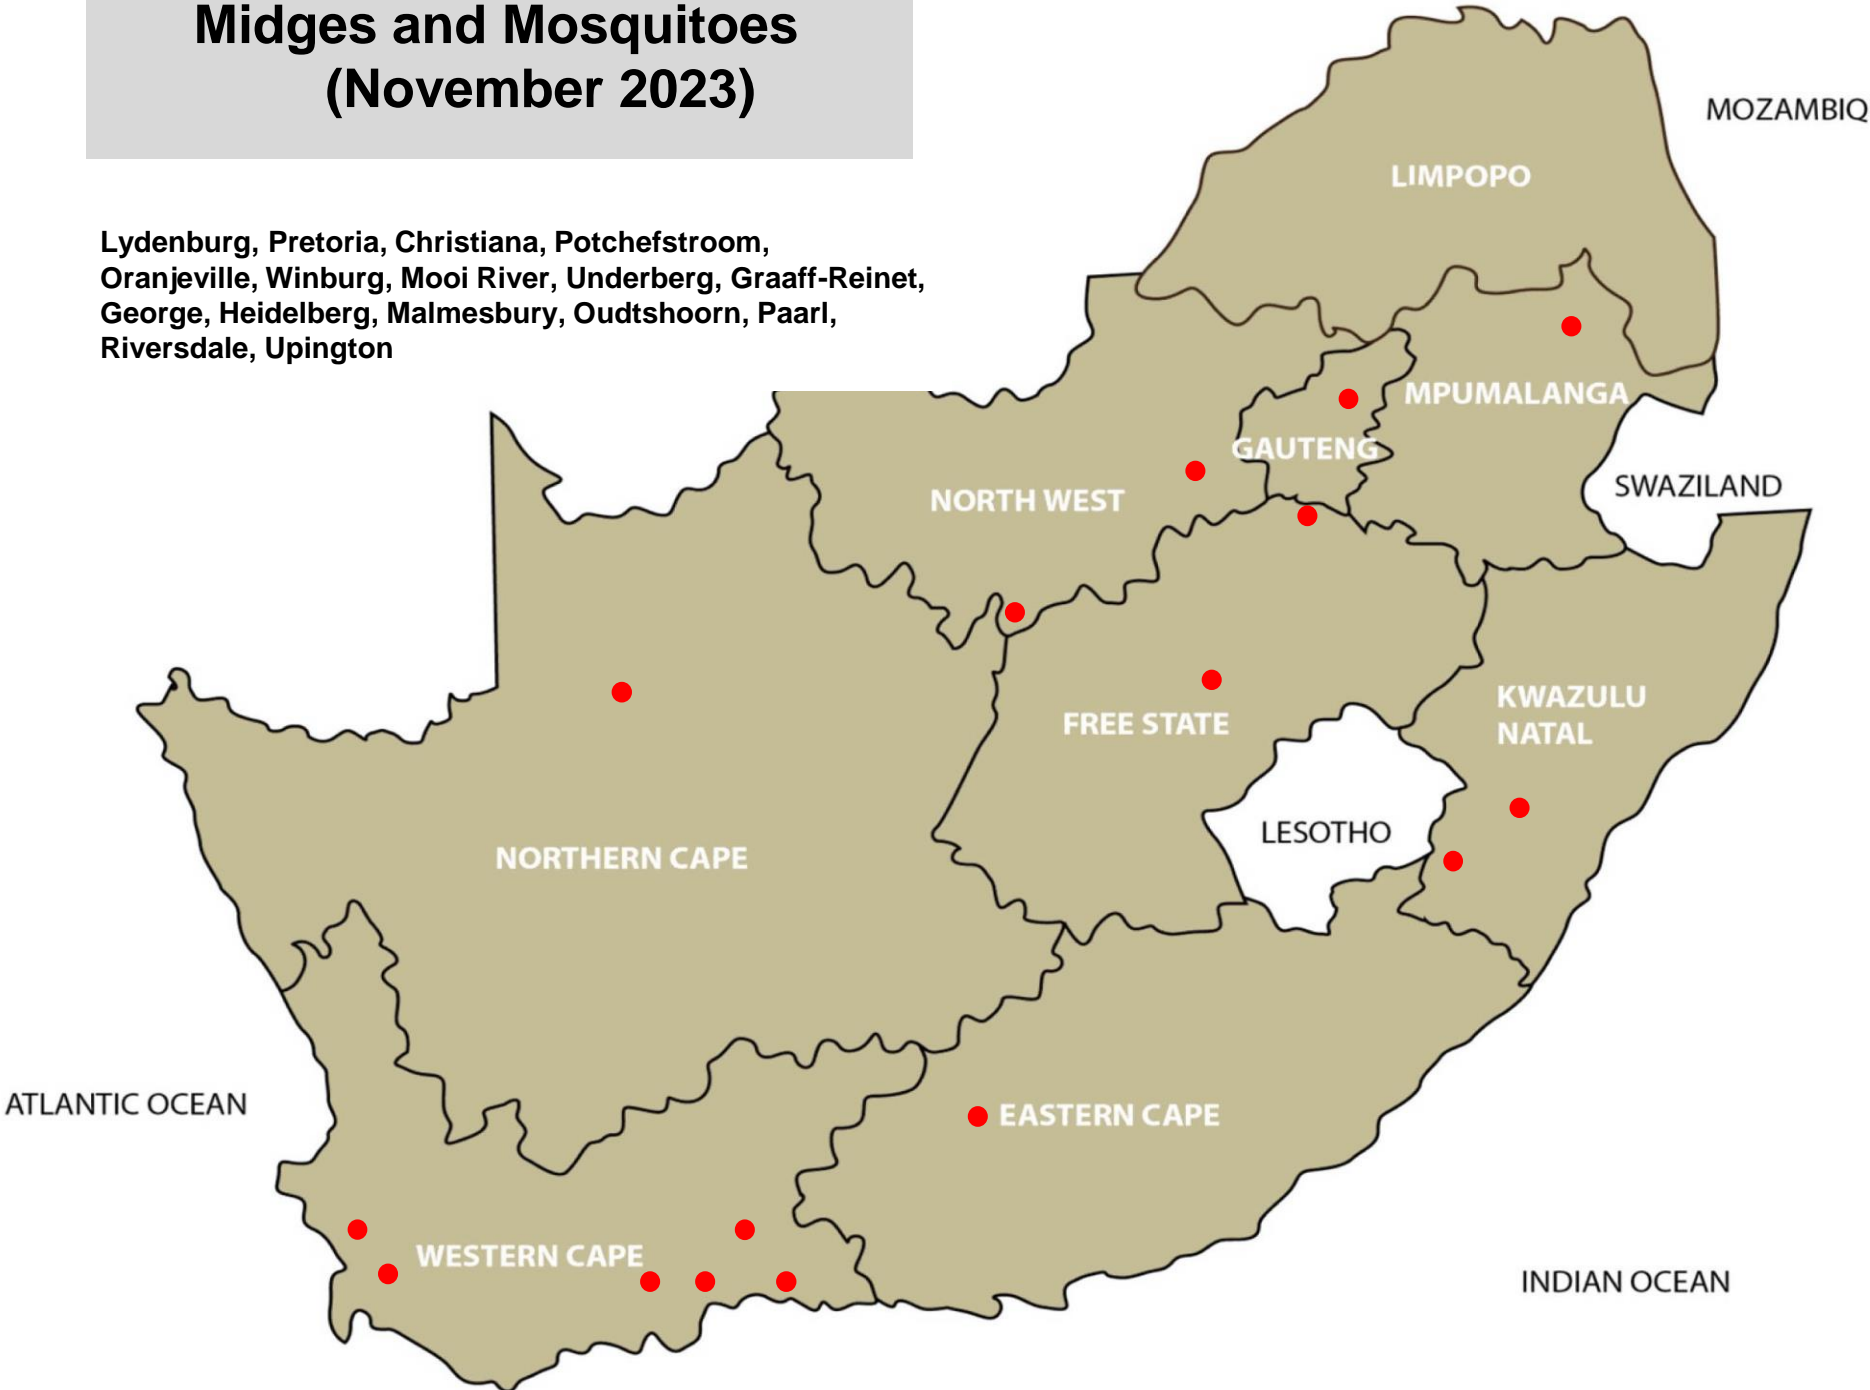 Midges and Mosquitoes
(November 2023)
Lydenburg, Pretoria, Christiana, Potchefstroom,
Oranjeville, Winburg, Mooi River, Underberg, Graaff-Reinet,
George, Heidelberg, Malmesbury, Oudtshoorn, Paarl,
Riversdale, Upington
MOZAMBIQ
LIMPOPO
MPUMALANGA
GAUTENG
SWAZILAND
NORTH WEST
KWAZULU
NATAL
FREE STATE
LESOTHO
NORTHERN CAPE
ATLANTIC OCEAN
EASTERN CAPE
WESTERN CAPE
INDIAN OCEAN